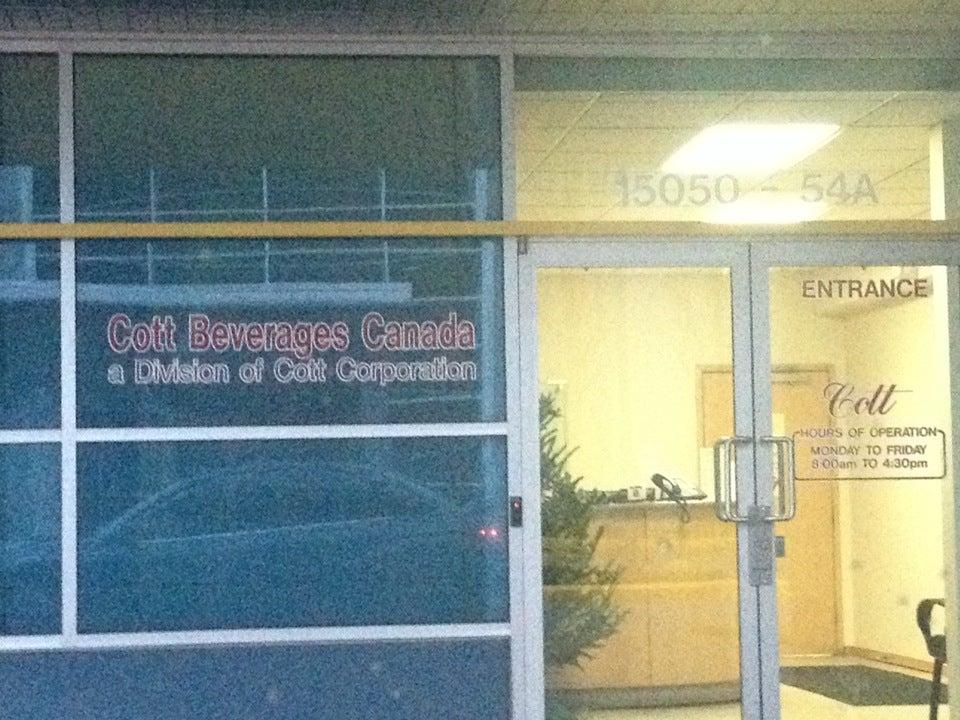 15050 - 54A
ENTRANCE
Cott Beverages Canada
a Division of Cott Corporation
Cott
HOURS OF OPERATION
MONDAY TO FRIDAY
8:00am TO 4:30pm